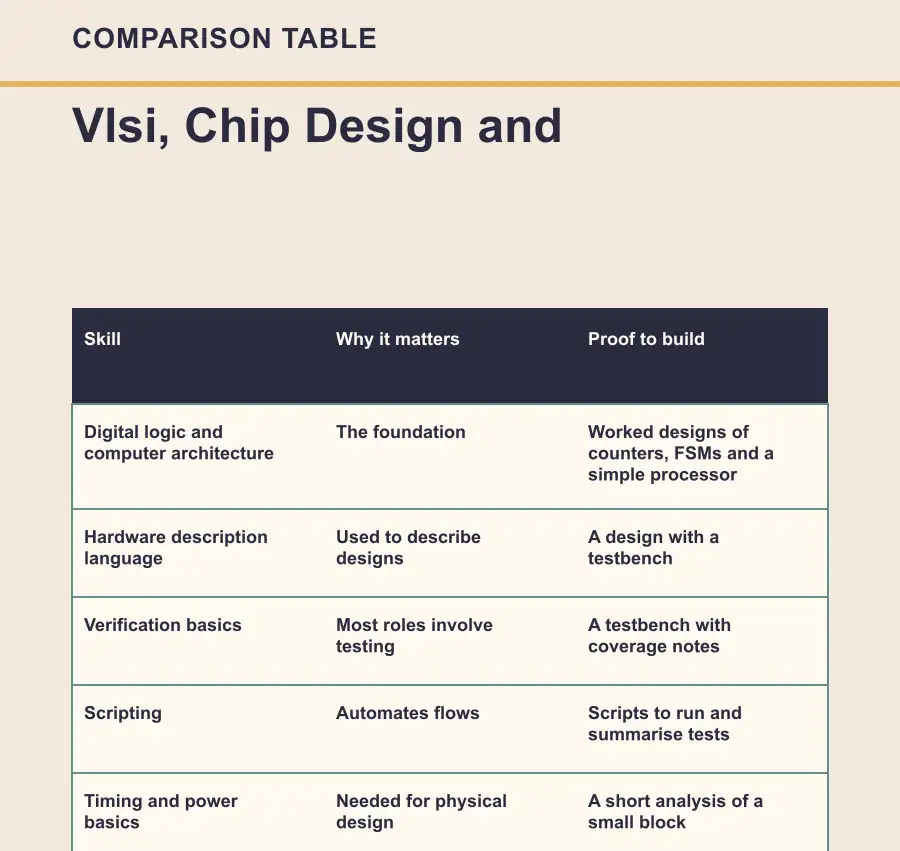 COMPARISON TABLE
Vlsi, Chip Design and
Skill
Why it matters
Proof to build
Digital logic and
computer architecture
The foundation
Worked designs of
counters, FSMs and a
simple processor
Hardware description
language
Used to describe
designs
A design with a
testbench
Verification basics
Most roles involve
testing
A testbench with
coverage notes
Scripting
Automates flows
Scripts to run and
summarise tests
Timing and power
basics
Needed for physical
design
A short analysis of a
small block